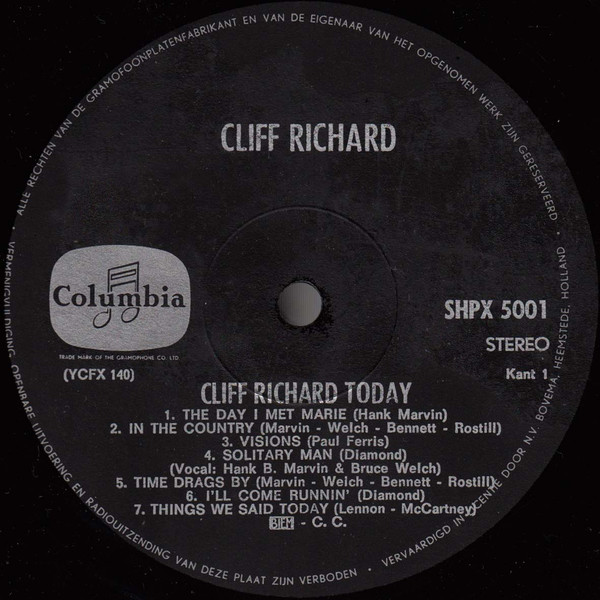 ALLE RECHTEN VAN DE GRAMOFOONPLATENFABRIKANT EN VAN DE EIGENAAR VAN HET OPGENOMEN WERK ZIJN GERESERVEERD
CLIFF RICHARD
Columbia
TRADE MARK OF THE GRAMOPHONE CO. LTD
(YCFX 140)
SHPX 5001
STEREO
Kant 1
CLIFF RICHARD TODAY
1. THE DAY I MET MARIE (Hank Marvin)
2. IN THE COUNTRY (Marvin - Welch - Bennett - Rostill)
3. VISIONS (Paul Ferris)
4. SOLITARY MAN (Diamond)
(Vocal: Hank B. Marvin & Bruce Welch)
5. TIME DRAGS BY (Marvin - Welch - Bennett - Rostill)
6. I'LL COME RUNNIN' (Diamond)
7. THINGS WE SAID TODAY (Lennon - McCartney)
BIEM - C. C.
VERMENIGVULDIGING, OPENBARE UITVOERING EN RADIOUITZENDING VAN DEZE PLAAT ZIJN VERBODEN
VERVAARDIGD IN LICENTIE DOOR N.V. BOVEMA, HEEMSTEDE, HOLLAND